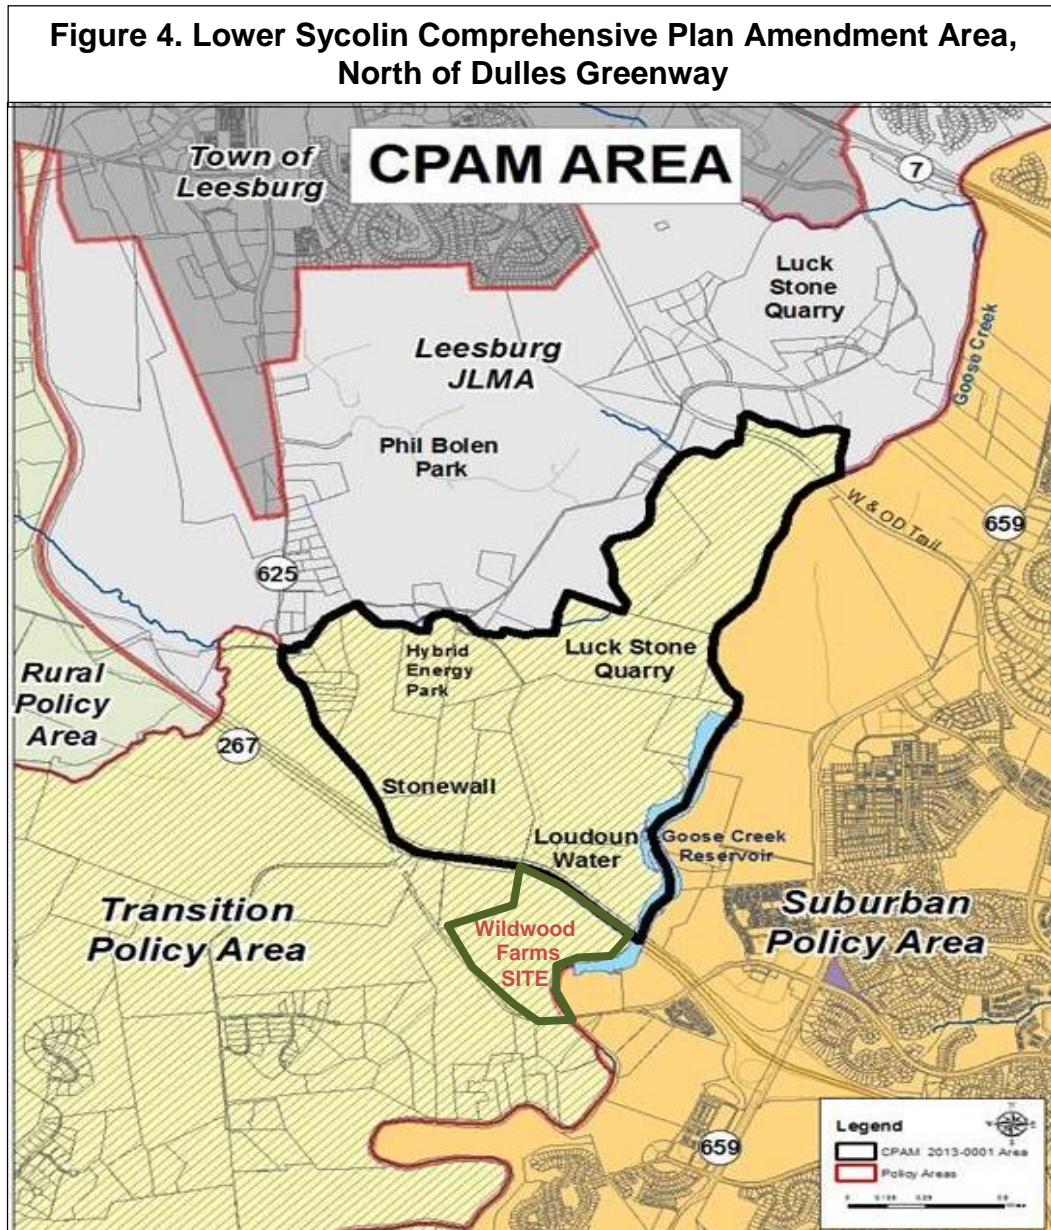 Figure 4. Lower Sycolin Comprehensive Plan Amendment Area,
North of Dulles Greenway
CPAM AREA
Town of
Leesburg
7
Luck
Stone
Quarry
Leesburg
JLMA
Goose Creek
Phil Bolen
Park
W & OD Trail
659
625
Hybrid
Energy
Park
Luck Stone
Quarry
Rural
Policy
Area
267
Stonewall
Loudoun
Water
Goose Creek
Reservoir
Transition
Policy Area
Wildwood
Farms
SITE
Suburban
Policy Area
659
Legend
CPAM 2013-0001 Area
Policy Areas